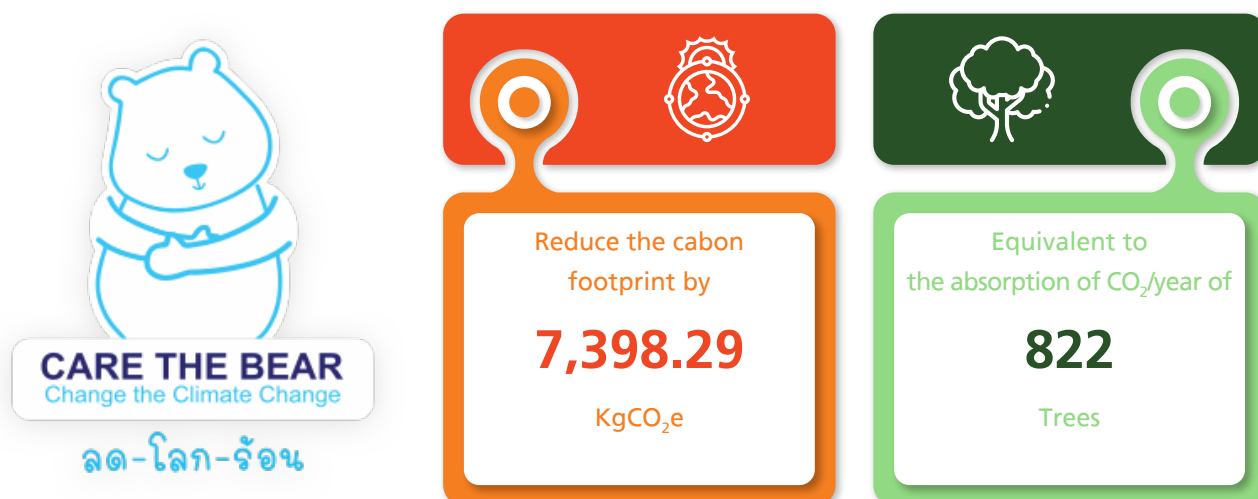 CARE THE BEAR
Change the Climate Change
ลด-โลก-ร้อน
Reduce the cabon
footprint by
7,398.29
KgCO₂e
Equivalent to
the absorption of CO₂/year of
822
Trees